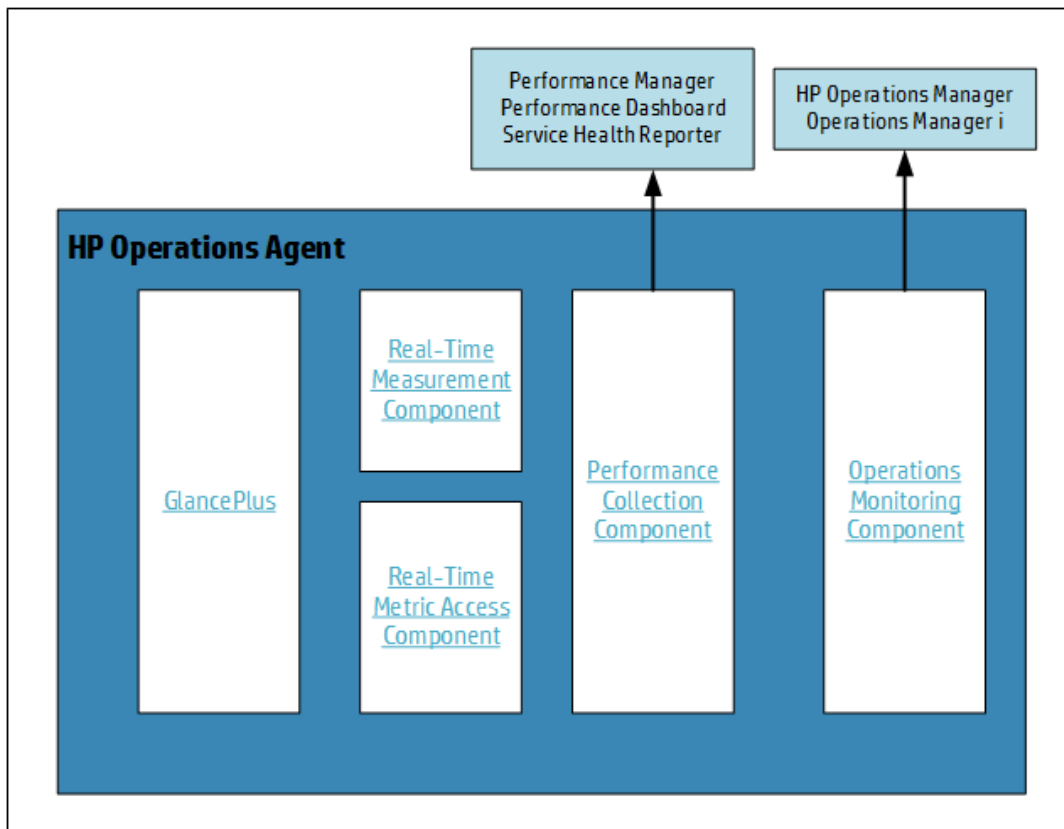 Performance Manager
Performance Dashboard
Service Health Reporter
HP Operations Manager
Operations Manager i
HP Operations Agent
GlancePlus
Real-Time
Measurement
Component
Real-Time
Metric Access
Component
Performance
Collection
Component
Operations
Monitoring
Component